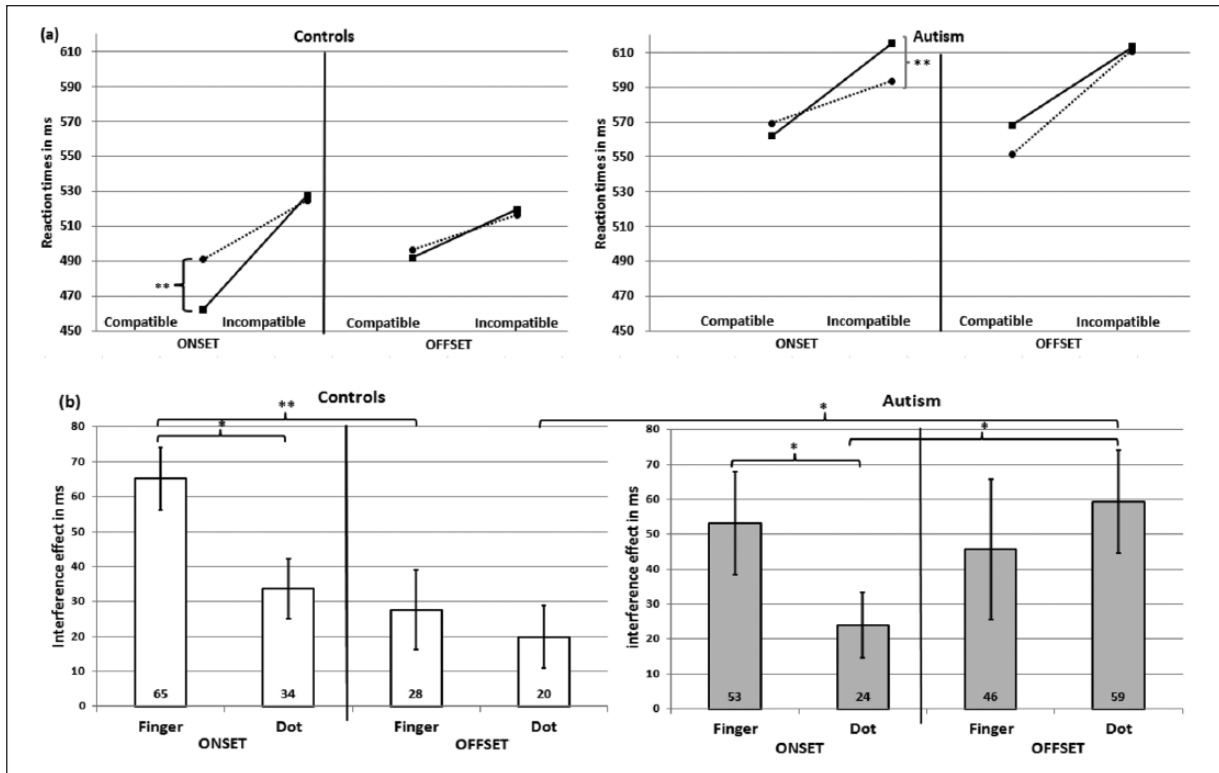 (a)
Controls
Autism
Reaction times in ms
610
590
570
550
530
510
490
470
450
**
Compatible
Incompatible
Compatible
Incompatible
ONSET
OFFSET
Reaction times in ms
610
590
570
550
530
510
490
470
450
**
Compatible
Incompatible
Compatible
Incompatible
ONSET
OFFSET
(b)
Controls
Autism
Interference effect in ms
80
70
60
50
40
30
20
10
0
**
*
65
34
28
20
Finger
Dot
Finger
Dot
ONSET
OFFSET
*
interference effect in ms
80
70
60
50
40
30
20
10
0
*
*
53
24
46
59
Finger
Dot
Finger
Dot
ONSET
OFFSET